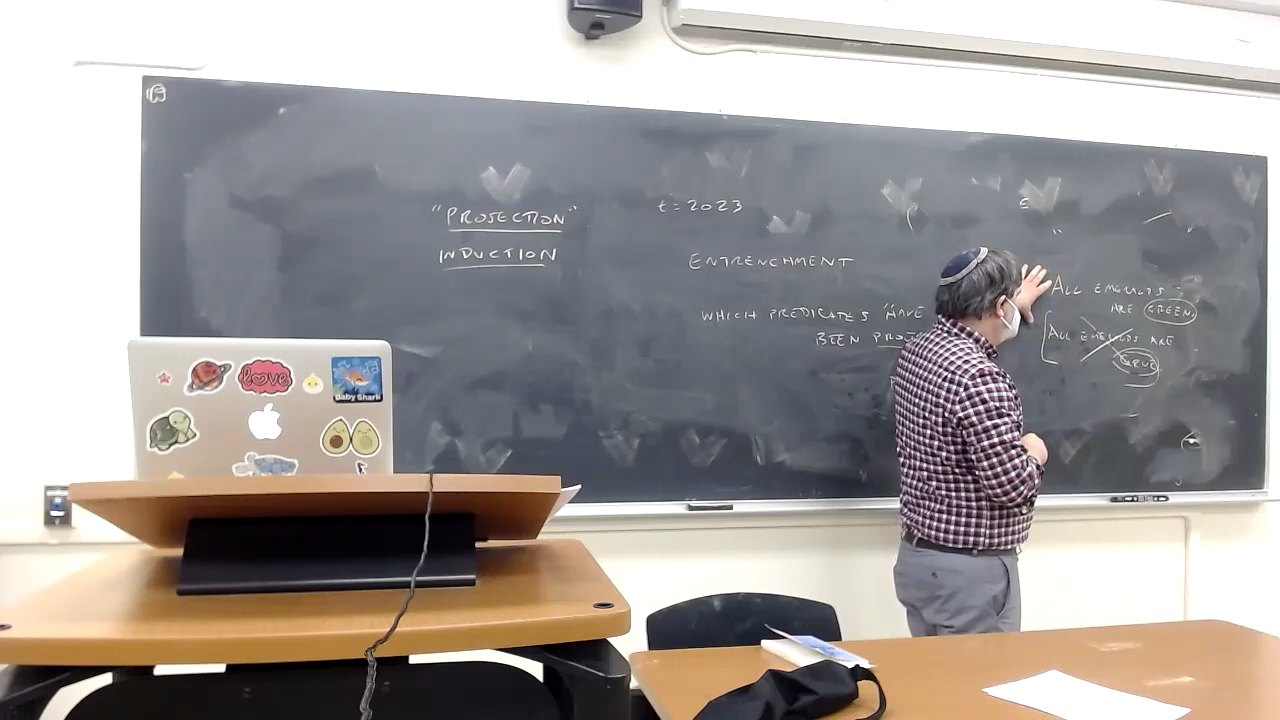 "PROJECTION"
INDUCTION
t = 2023
ENTRENCHMENT
WHICH PREDICATES "HAVE
BEEN
ALL EMERALDS
ARE GREEN.
ALL EMERALDS ARE
GRUE
love
Baby Shark